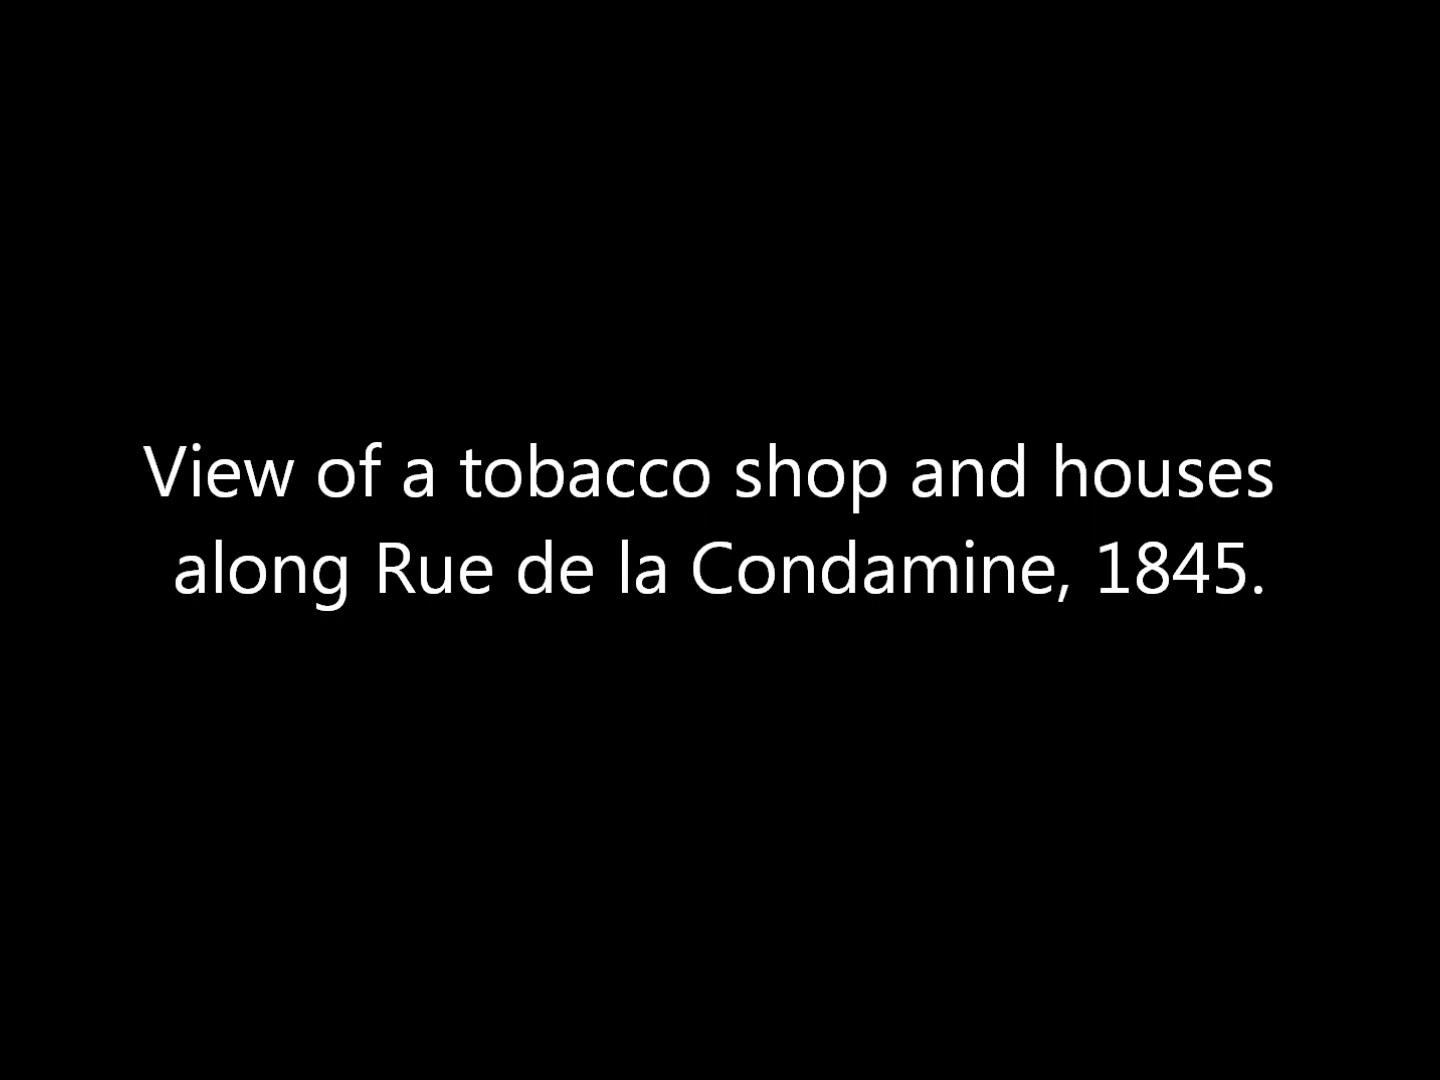 View of a tobacco shop and houses
along Rue de la Condamine, 1845.